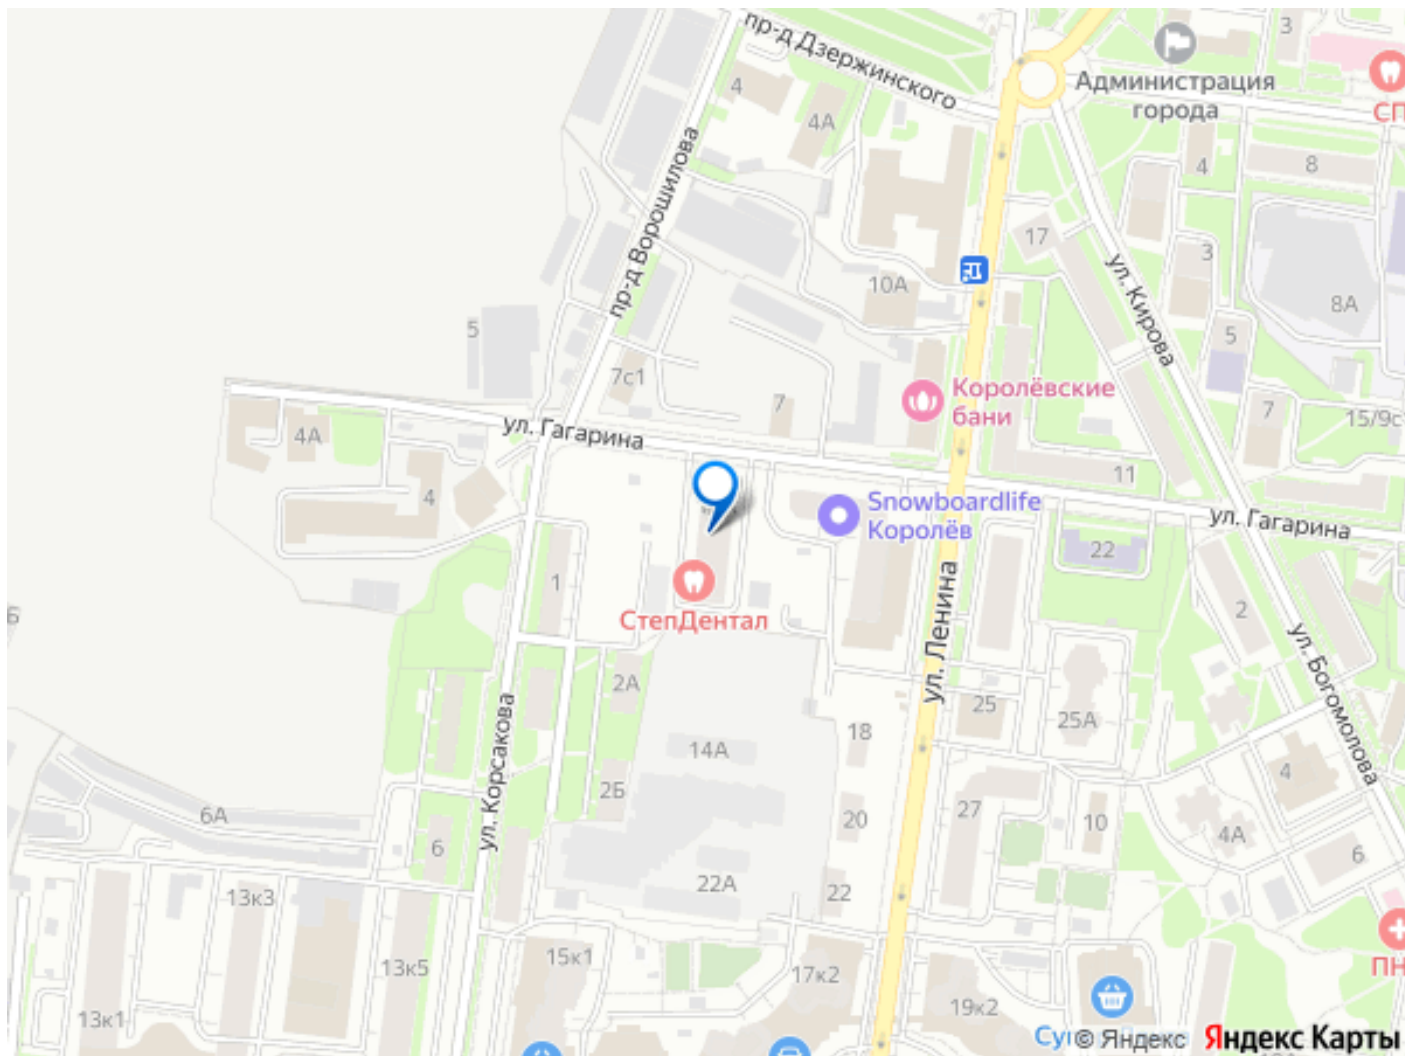 пр-д Дзержинского
3
Администрация
города
СП
4
4А
4
8
пр-д Ворошилова
17
3
10А
8А
ул. Кирова
5
5
7с1
7
Королёвские
бани
7
15/9с
ул. Гагарина
4А
11
4
Snowboardlife
Королёв
ул. Гагарина
22
1
СтепДентал
2
ул. Ленина
ул. Богомолова
2А
25
25А
18
14А
ул. Корсакова
2Б
4
6А
20
27
10
4А
6
6
22А
22
13к3
13к5
15к1
17к2
19к2
ПН
13к1
© Яндекс
Яндекс Карты